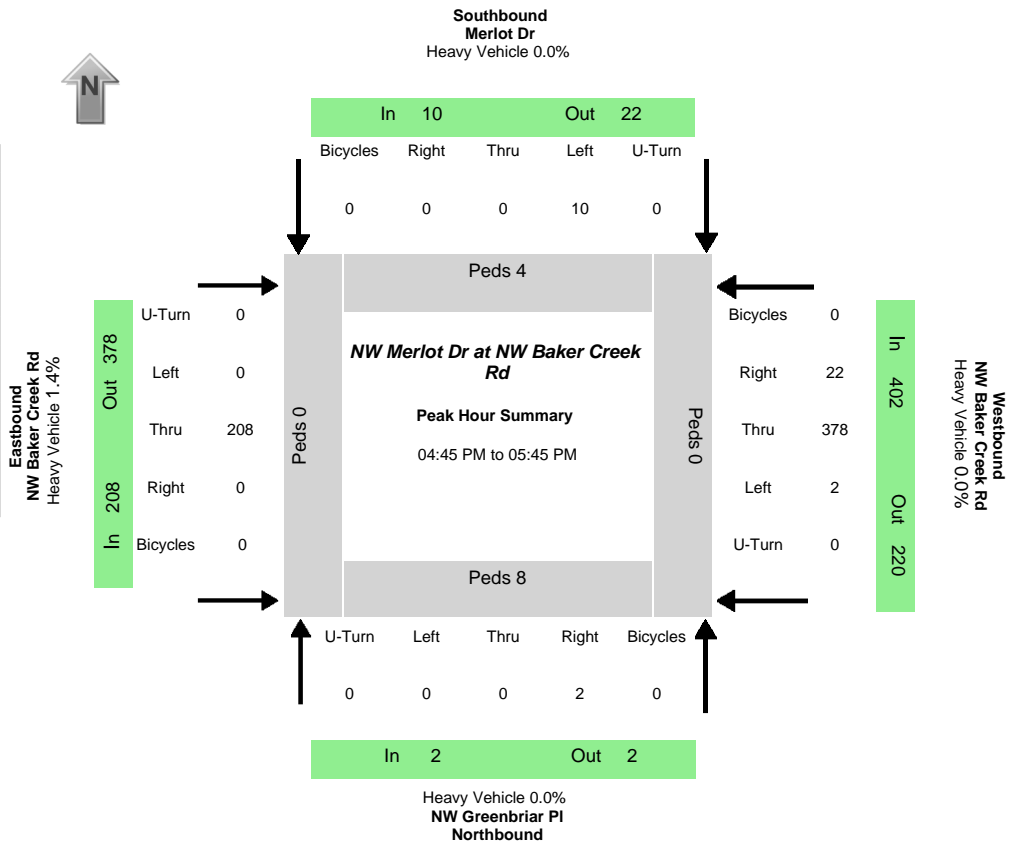 Southbound
Merlot Dr
Heavy Vehicle 0.0%
N
In 10 Out 22
Bicycles Right Thru Left U-Turn
0 0 0 10 0
Peds 4
Eastbound
NW Baker Creek Rd
Heavy Vehicle 1.4%
Out 378
In 208
U-Turn 0
Left 0
Thru 208
Right 0
Bicycles 0
Peds 0
NW Merlot Dr at NW Baker Creek
Rd
Peak Hour Summary
04:45 PM to 05:45 PM
Peds 0
Bicycles 0
Right 22
Thru 378
Left 2
U-Turn 0
In 402
Out 220
Westbound
NW Baker Creek Rd
Heavy Vehicle 0.0%
Peds 8
U-Turn Left Thru Right Bicycles
0 0 0 2 0
In 2 Out 2
Heavy Vehicle 0.0%
NW Greenbriar Pl
Northbound